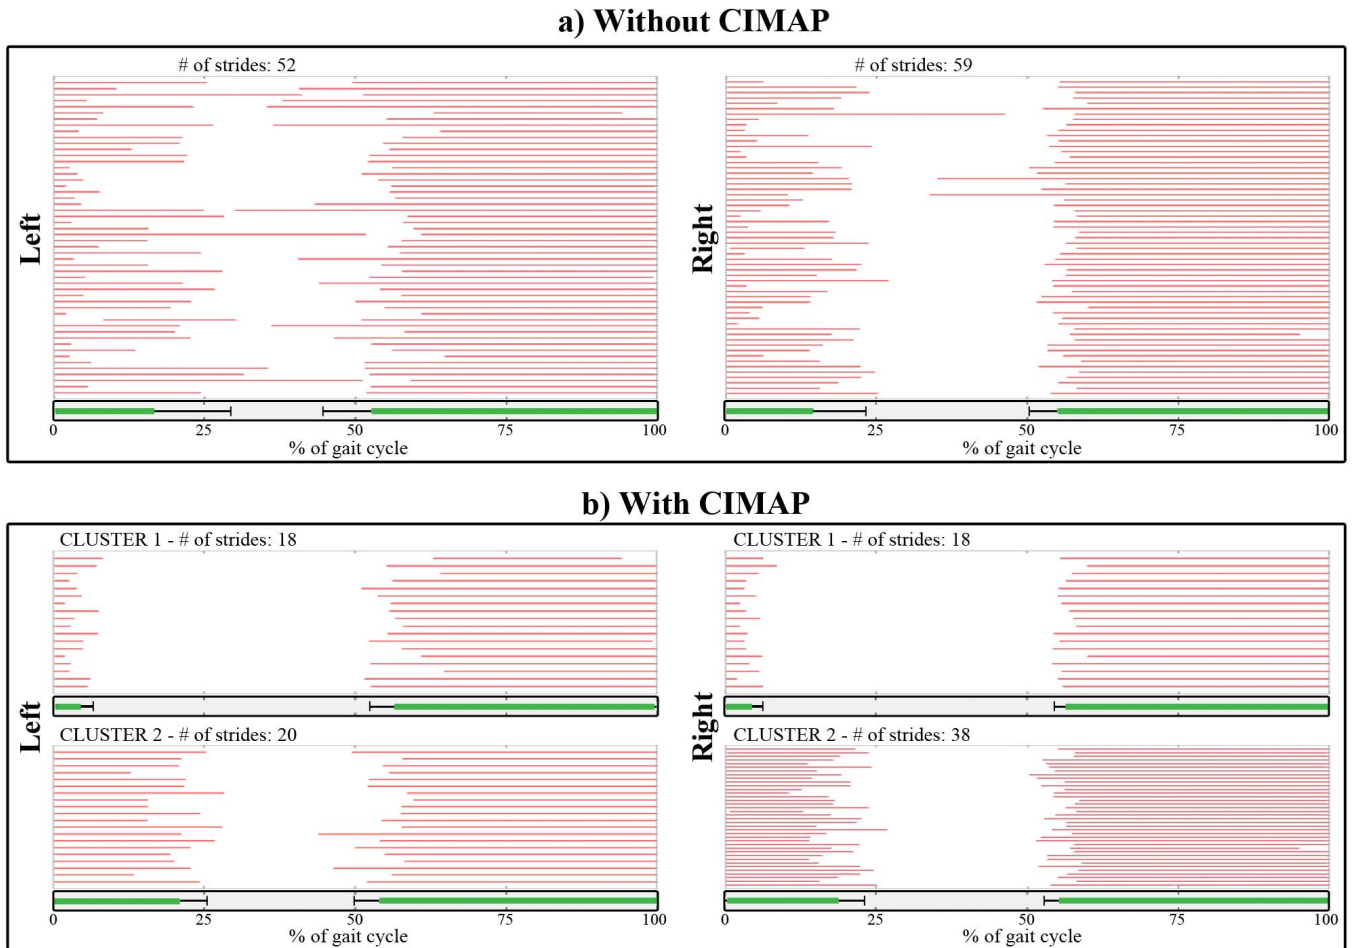 a) Without CIMAP
# of strides: 52
# of strides: 59
Left
Right
0 25 50 75 100
0 25 50 75 100
% of gait cycle
% of gait cycle
b) With CIMAP
CLUSTER 1 - # of strides: 18
CLUSTER 1 - # of strides: 18
Left
Right
CLUSTER 2 - # of strides: 20
CLUSTER 2 - # of strides: 38
0 25 50 75 100
0 25 50 75 100
% of gait cycle
% of gait cycle